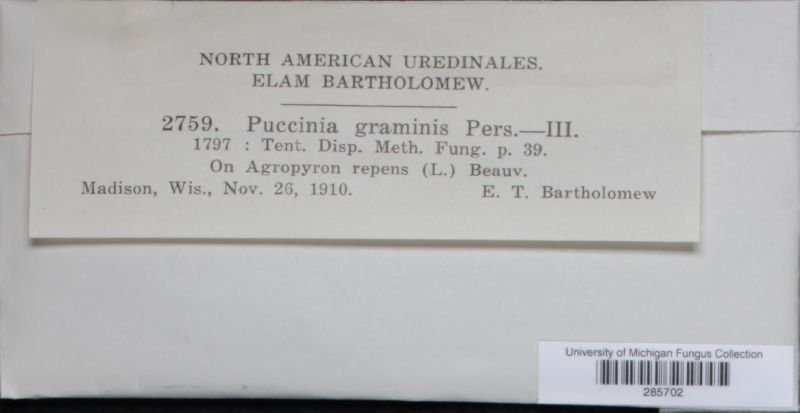 NORTH AMERICAN UREDINALES.
ELAM BARTHOLOMEW.
2759. Puccinia graminis Pers.—III.
1797 : Tent. Disp. Meth. Fung. p. 39.
On Agropyron repens (L.) Beauv.
Madison, Wis., Nov. 26, 1910. E. T. Bartholomew
University of Michigan Fungus Collection
285702